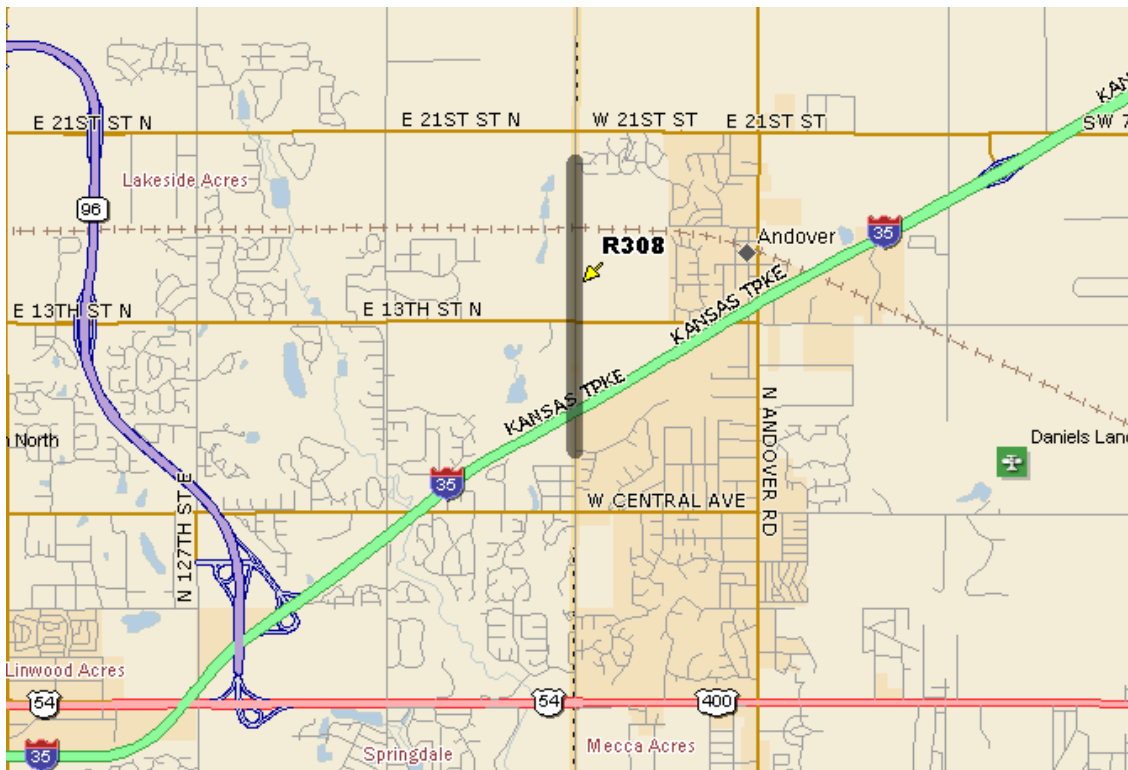 KAN
E 21ST ST N
E 21ST ST N
W 21ST ST
E 21ST ST
SW 7
Lakeside Acres
96
R308
Andover
35
E 13TH ST N
E 13TH ST N
KANSAS TPKE
KANSAS TPKE
n North
N ANDOVER RD
Daniels Lan
35
W CENTRAL AVE
N 127TH ST E
Linwood Acres
54
54
400
35
Springdale
Mecca Acres